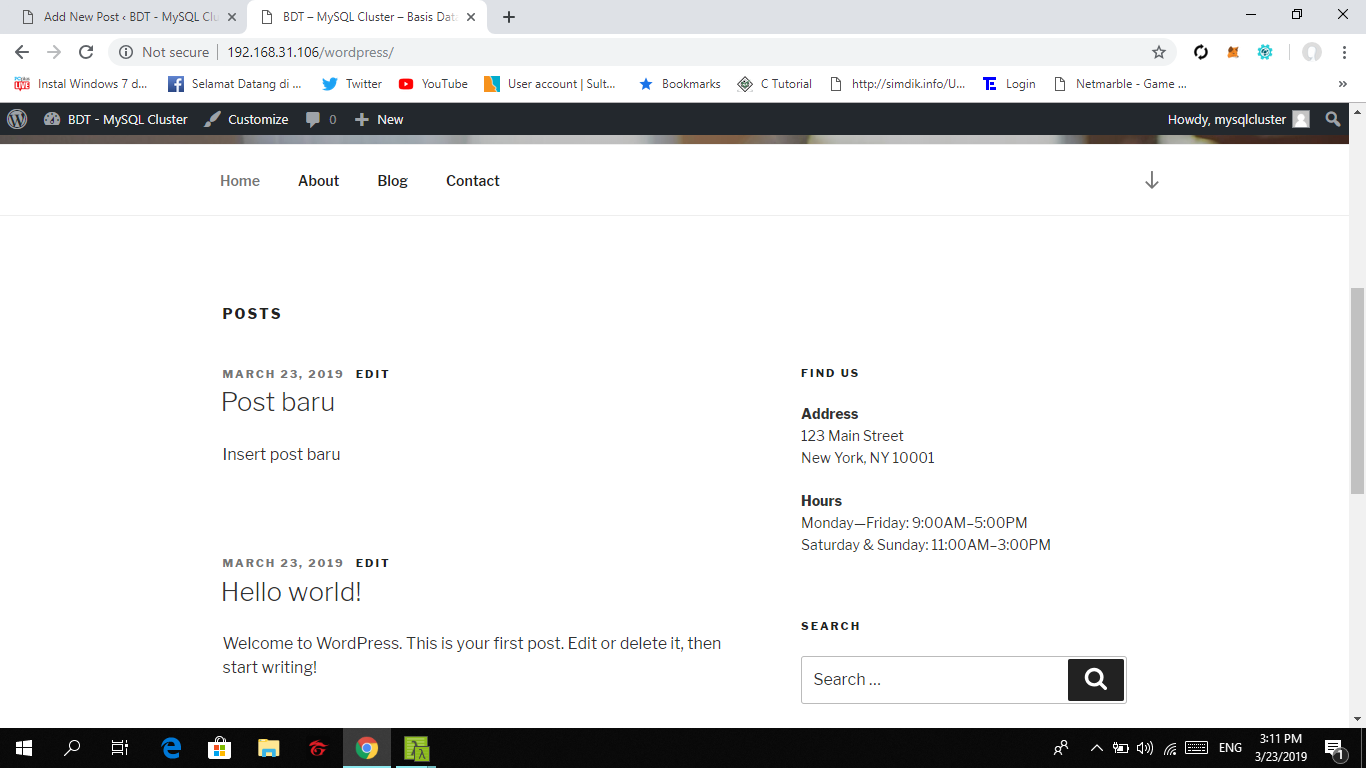 Add New Post ‹ BDT - MySQL Clu
BDT – MySQL Cluster – Basis Data
Not secure
192.168.31.106/wordpress/
Instal Windows 7 d...
Selamat Datang di ...
Twitter
YouTube
User account | Sult...
Bookmarks
C Tutorial
http://simdik.info/U...
Login
Netmarble - Game ...
»
BDT - MySQL Cluster
Customize
0
New
Howdy, mysqlcluster
Home
About
Blog
Contact
POSTS
MARCH 23, 2019 EDIT
Post baru
Insert post baru
MARCH 23, 2019 EDIT
Hello world!
Welcome to WordPress. This is your first post. Edit or delete it, then
start writing!
FIND US
Address
123 Main Street
New York, NY 10001
Hours
Monday—Friday: 9:00AM–5:00PM
Saturday & Sunday: 11:00AM–3:00PM
SEARCH
Search …
ENG
3:11 PM
3/23/2019
1